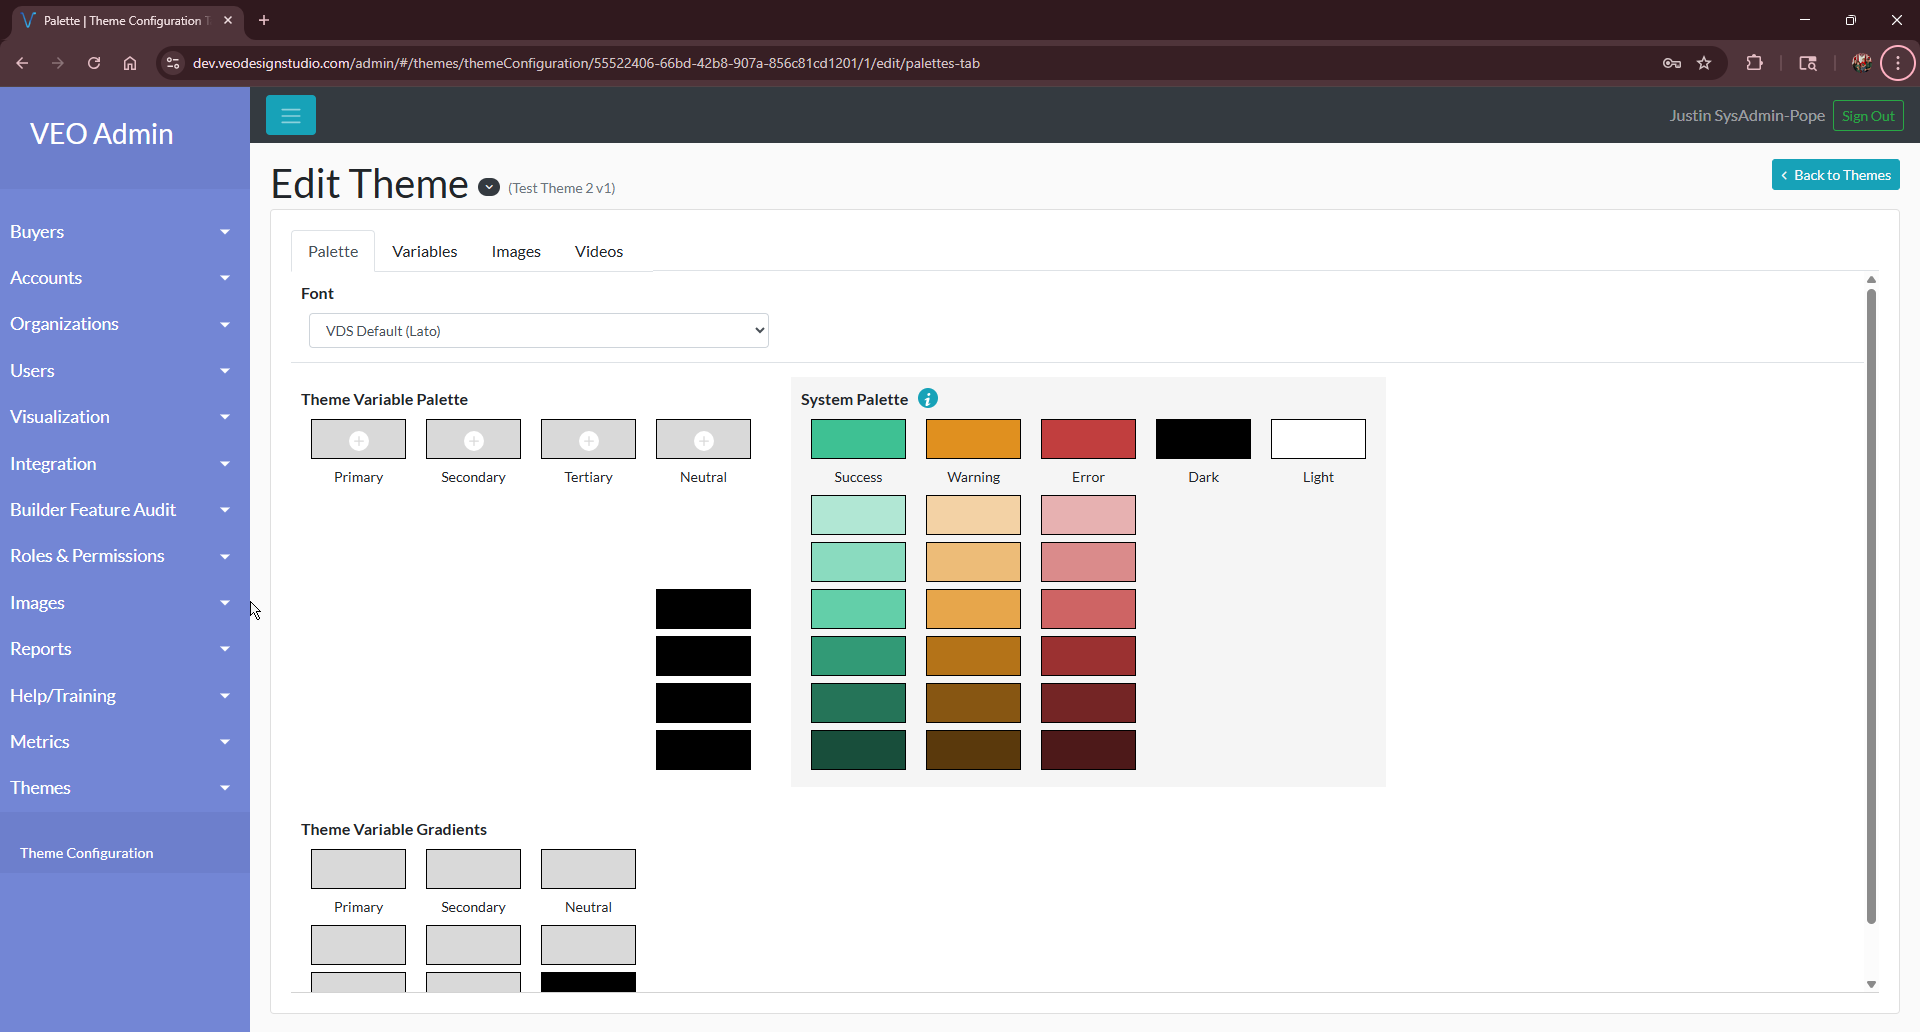 Palette | Theme Configuration T
dev.veodesignstudio.com/admin/#/themes/themeConfiguration/55522406-66bd-42b8-907a-856c81cd1201/1/edit/palettes-tab
VEO Admin
Justin SysAdmin-Pope
Sign Out
Edit Theme
(Test Theme 2 v1)
Back to Themes
Buyers
Accounts
Organizations
Users
Visualization
Integration
Builder Feature Audit
Roles & Permissions
Images
Reports
Help/Training
Metrics
Themes
Theme Configuration
Palette
Variables
Images
Videos
Font
VDS Default (Lato)
Theme Variable Palette
Primary
Secondary
Tertiary
Neutral
System Palette
i
Success
Warning
Error
Dark
Light
Theme Variable Gradients
Primary
Secondary
Neutral